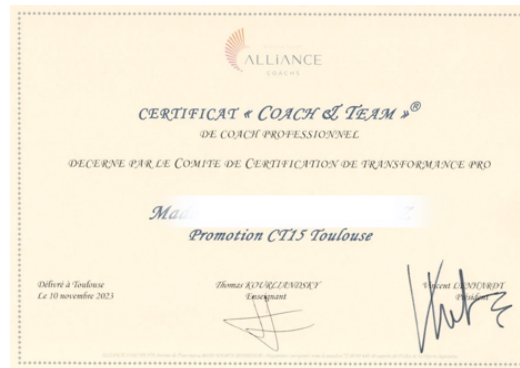 ALLIANCE
COACHS
CERTIFICAT « COACH & TEAM »®
DE COACH PROFESSIONNEL
DECERNE PAR LE COMITE DE CERTIFICATION DE TRANSFORMANCE PRO
Promotion CT15 Toulouse
Délivré à Toulouse
Le 10 novembre 2023
Thomas KOURLIANDSKY
Enseignant
Vincent LENHARDT
Président